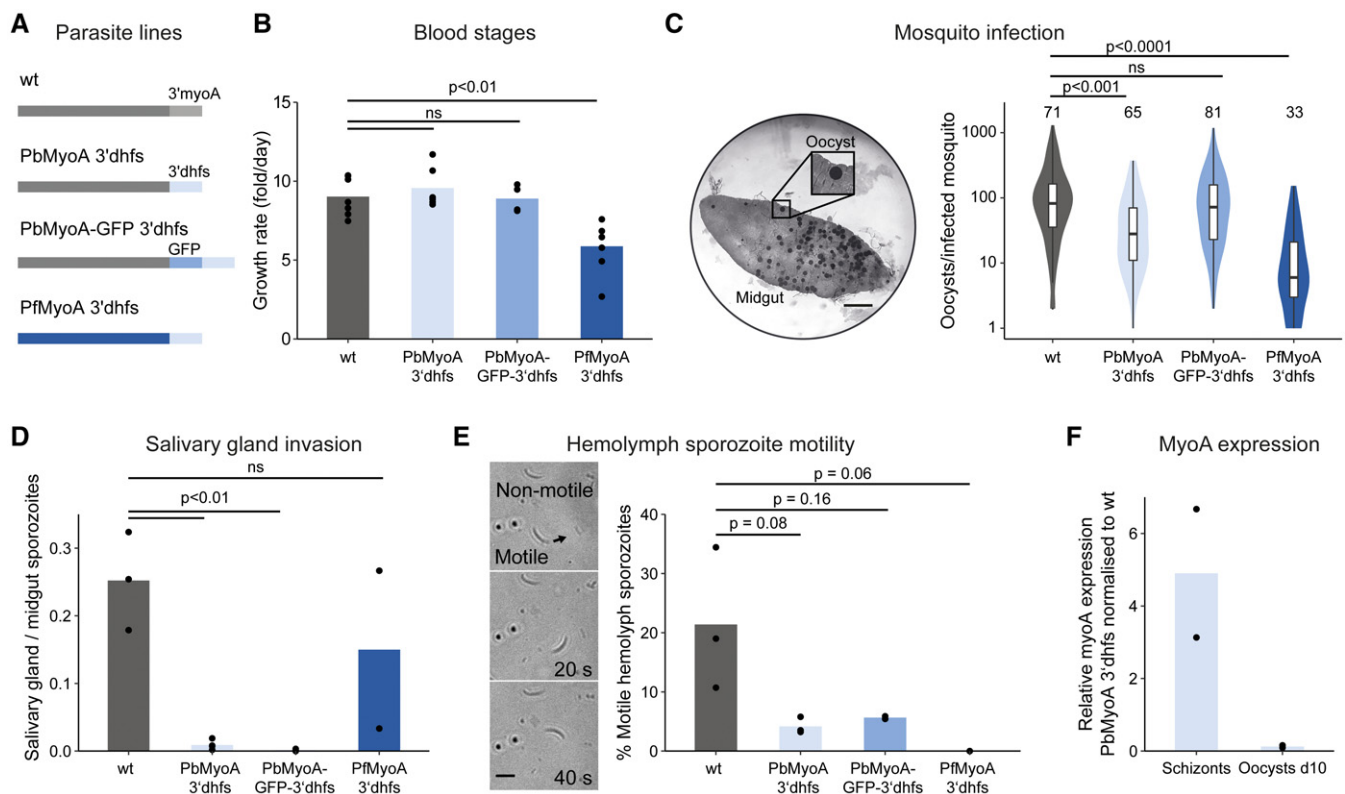 A
Parasite lines
wt
3'myoA
PbMyoA 3'dhfs
3'dhfs
PbMyoA-GFP 3'dhfs
GFP
PfMyoA 3'dhfs
B
Blood stages
p<0.01
ns
15
10
5
0
Growth rate (fold/day)
wt
PbMyoA
3'dhfs
PbMyoA-
GFP-3'dhfs
PfMyoA
3'dhfs
C
Mosquito infection
Oocyst
Midgut
p<0.0001
ns
p<0.001
71
65
81
33
1000
100
10
1
Oocysts/infected mosquito
wt
PbMyoA
3'dhfs
PbMyoA-
GFP-3'dhfs
PfMyoA
3'dhfs
D
Salivary gland invasion
ns
p<0.01
0.3
0.2
0.1
0.0
Salivary gland / midgut sporozoites
wt
PbMyoA
3'dhfs
PbMyoA-
GFP-3'dhfs
PfMyoA
3'dhfs
E
Hemolymph sporozoite motility
Non-motile
Motile
20 s
40 s
p = 0.06
p = 0.16
p = 0.08
40
30
20
10
0
% Motile hemolyph sporozoites
wt
PbMyoA
3'dhfs
PbMyoA-
GFP-3'dhfs
PfMyoA
3'dhfs
F
MyoA expression
6
4
2
0
Relative myoA expression
PbMyoA 3'dhfs normalised to wt
Schizonts
Oocysts d10